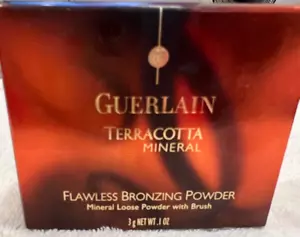 GUERLAIN
TERRACOTTA
MINERAL
FLAWLESS BRONZING POWDER
Mineral Loose Powder with Brush
3 g NET WT .1 OZ